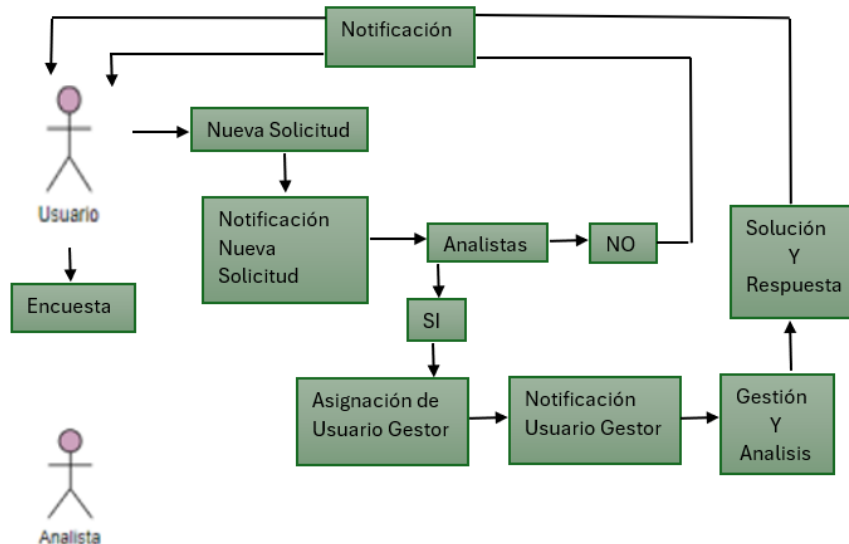 Notificación
Nueva Solicitud
Usuario
Notificación
Nueva
Solicitud
Analistas
NO
Solución
Y
Respuesta
Encuesta
SI
Asignación de
Usuario Gestor
Notificación
Usuario Gestor
Gestión
Y
Analisis
Analista